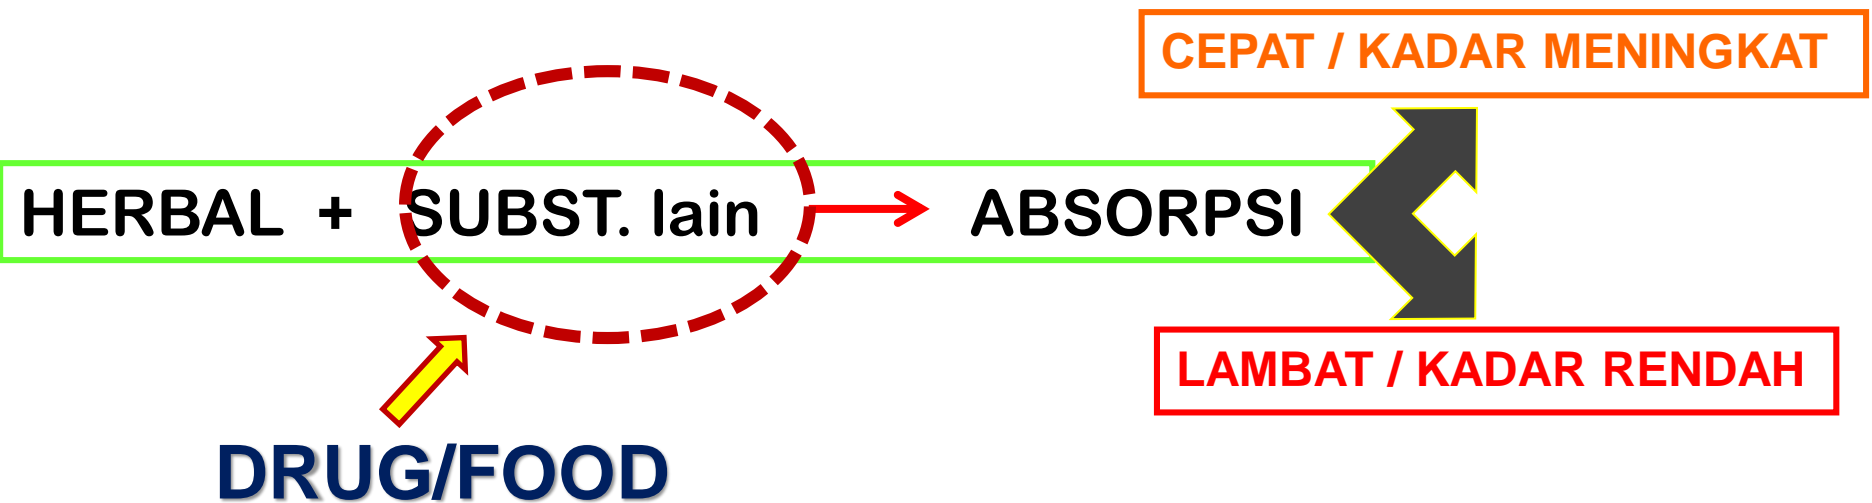 CEPAT / KADAR MENINGKAT
HERBAL + SUBST. lain → ABSORPSI
LAMBAT / KADAR RENDAH
DRUG/FOOD